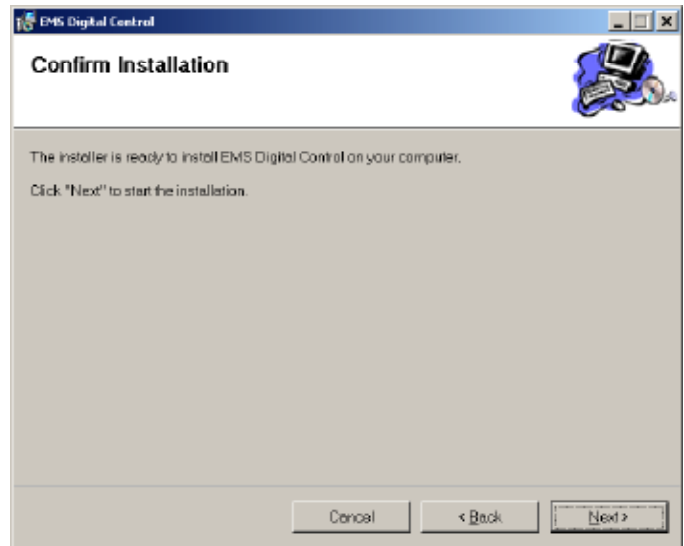 EMS Digital Control
Confirm Installation
The installer is ready to install EMS Digital Control on your computer.
Click "Next" to start the installation.
Cancel
< Back
Next >